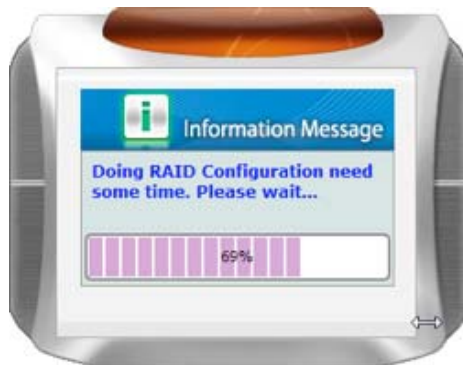 i
Information Message
Doing RAID Configuration need
some time. Please wait...
69%